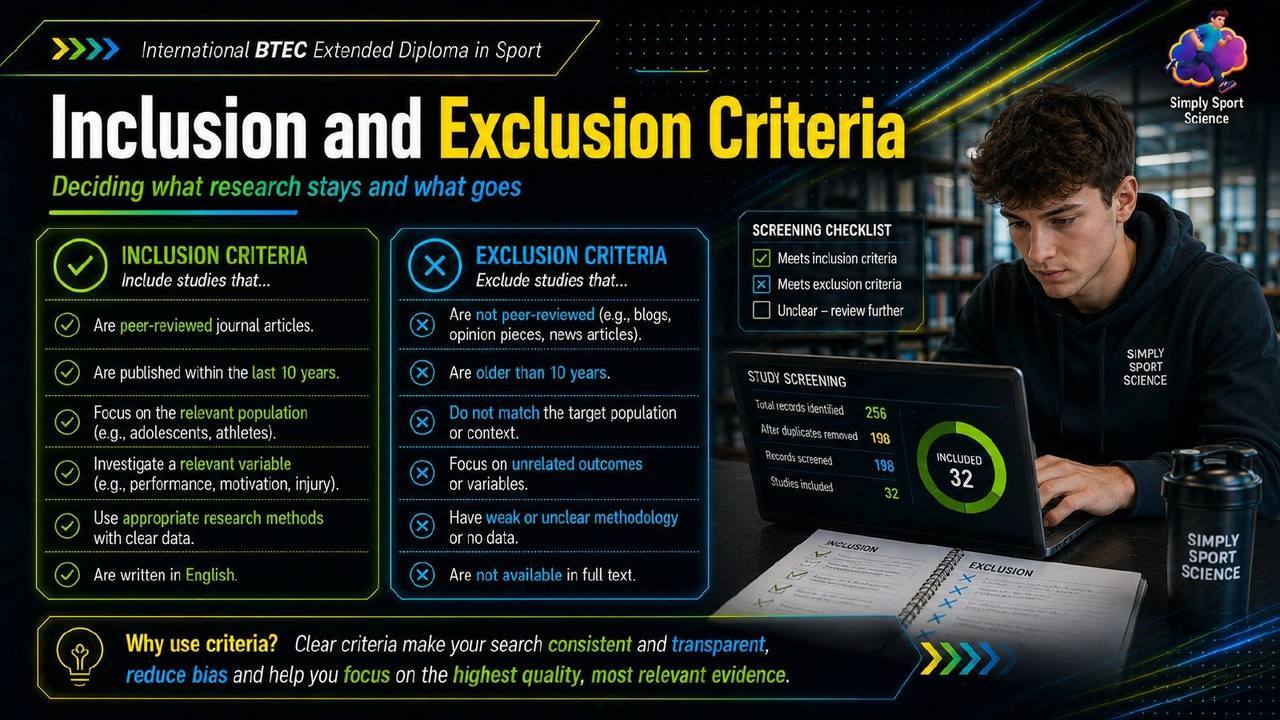 International BTEC Extended Diploma in Sport
Simply Sport
Science
Inclusion and Exclusion Criteria
Deciding what research stays and what goes
INCLUSION CRITERIA
Include studies that...
Are peer-reviewed journal articles.
Are published within the last 10 years.
Focus on the relevant population
(e.g., adolescents, athletes).
Investigate a relevant variable
(e.g., performance, motivation, injury).
Use appropriate research methods
with clear data.
Are written in English.
EXCLUSION CRITERIA
Exclude studies that...
Are not peer-reviewed (e.g., blogs,
opinion pieces, news articles).
Are older than 10 years.
Do not match the target population
or context.
Focus on unrelated outcomes
or variables.
Have weak or unclear methodology
or no data.
Are not available in full text.
SCREENING CHECKLIST
Meets inclusion criteria
Meets exclusion criteria
Unclear – review further
STUDY SCREENING
Total records identified 256
After duplicates removed 198
Records screened 198
Studies included 32
INCLUDED
32
SIMPLY
SPORT
SCIENCE
SIMPLY
SPORT
SCIENCE
INCLUSION
EXCLUSION
Why use criteria? Clear criteria make your search consistent and transparent,
reduce bias and help you focus on the highest quality, most relevant evidence.